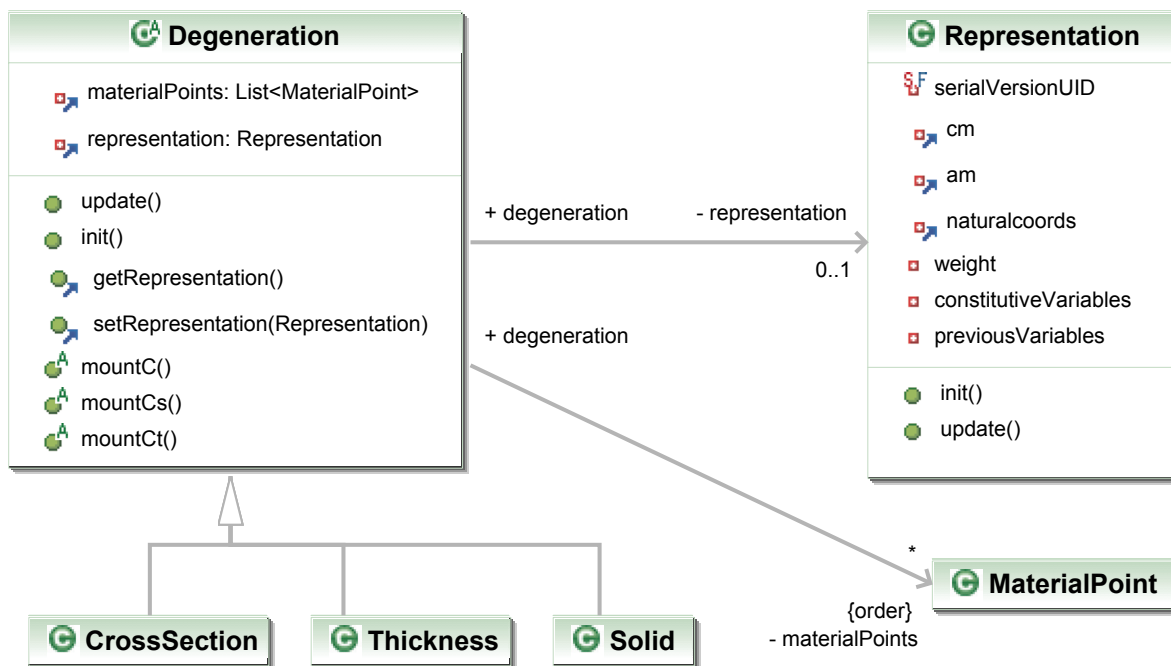 Degeneration
materialPoints: List<MaterialPoint>
representation: Representation
update()
init()
getRepresentation()
setRepresentation(Representation)
mountC()
mountCs()
mountCt()
+ degeneration
- representation
0..1
+ degeneration
Representation
serialVersionUID
cm
am
naturalcoords
weight
constitutiveVariables
previousVariables
init()
update()
*
{order}
- materialPoints
MaterialPoint
CrossSection
Thickness
Solid